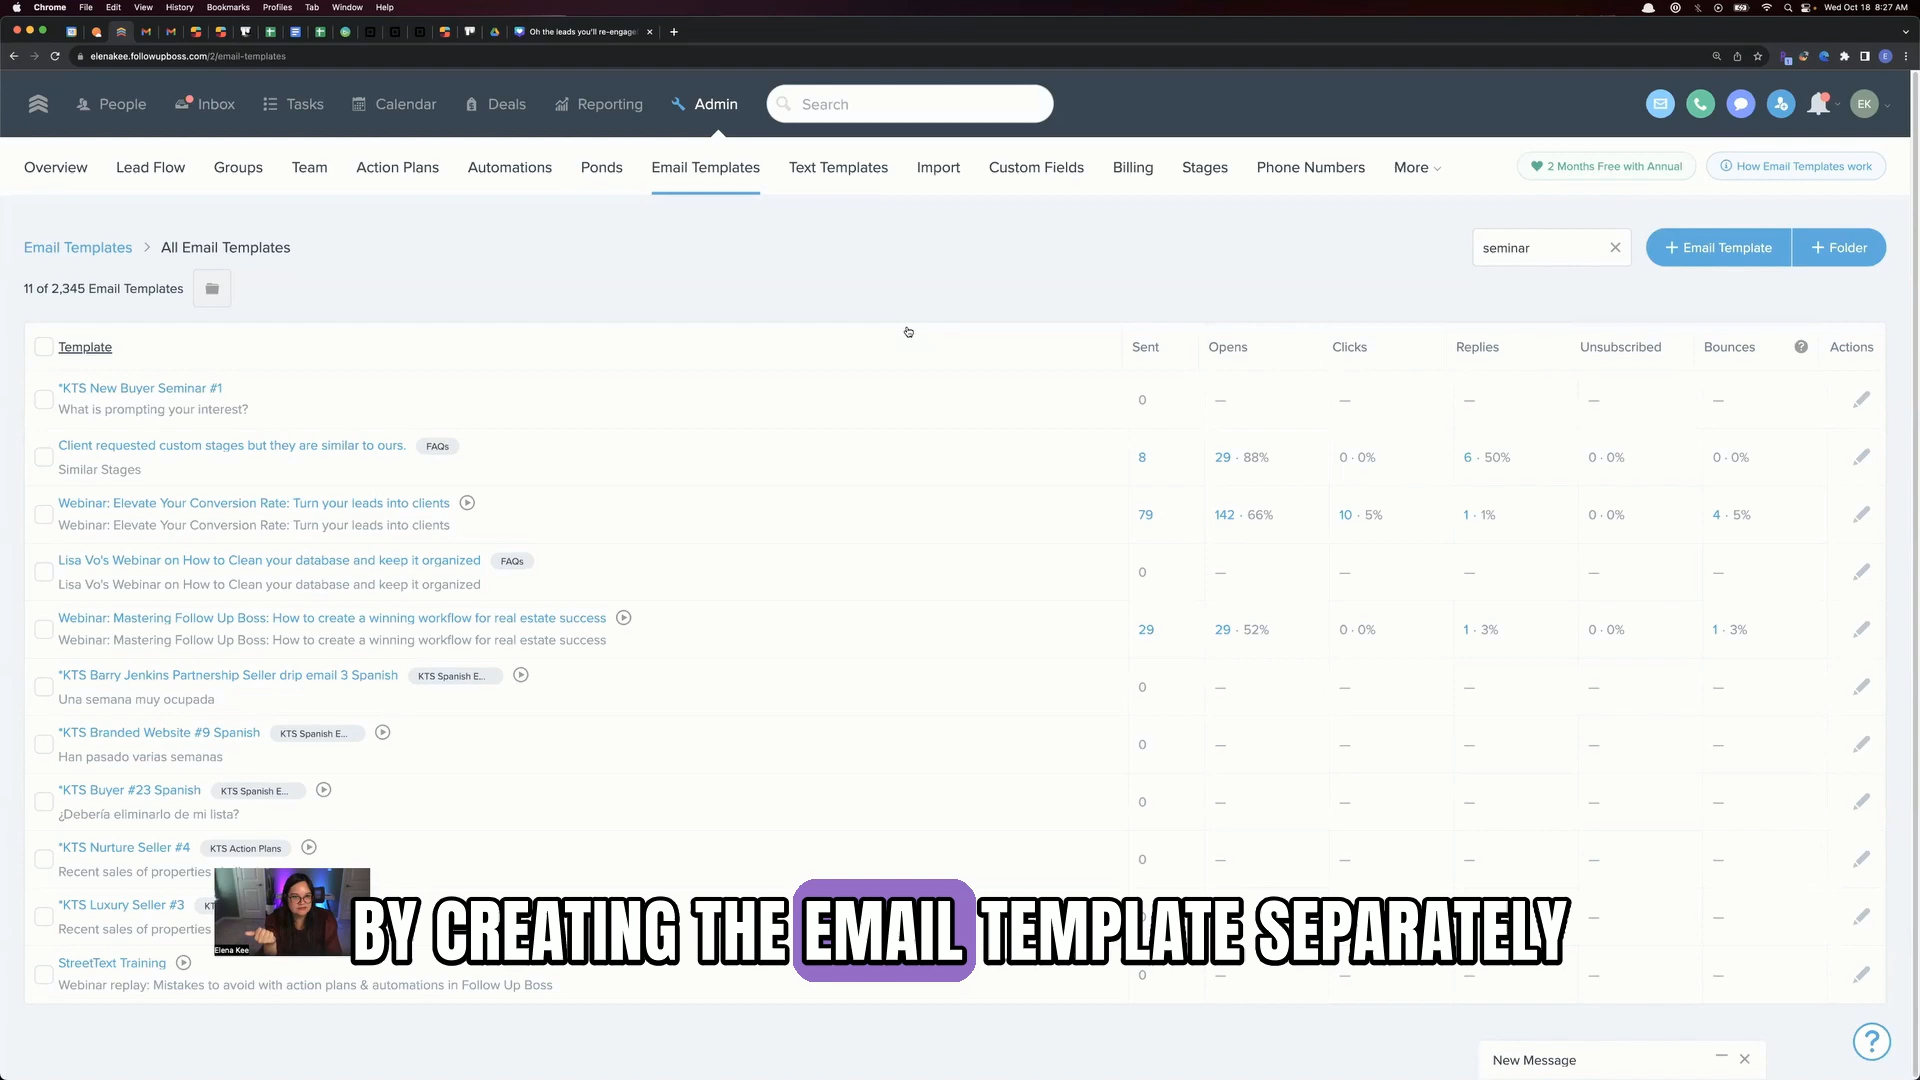 Chrome File Edit View History Bookmarks Profiles Tab Window Help Wed Oct 18 8:27 AM
Oh the leads you'll re-engage
elenakee.followupboss.com/2/email-templates
People Inbox Tasks Calendar Deals Reporting Admin Search EK
Overview Lead Flow Groups Team Action Plans Automations Ponds Email Templates Text Templates Import Custom Fields Billing Stages Phone Numbers More 2 Months Free with Annual How Email Templates work
Email Templates > All Email Templates seminar + Email Template + Folder
11 of 2,345 Email Templates
Template Sent Opens Clicks Replies Unsubscribed Bounces Actions
*KTS New Buyer Seminar #1
What is prompting your interest?
0 — — — — —
Client requested custom stages but they are similar to ours. FAQs
Similar Stages
8 29 · 88% 0 · 0% 6 · 50% 0 · 0% 0 · 0%
Webinar: Elevate Your Conversion Rate: Turn your leads into clients
Webinar: Elevate Your Conversion Rate: Turn your leads into clients
79 142 · 66% 10 · 5% 1 · 1% 0 · 0% 4 · 5%
Lisa Vo's Webinar on How to Clean your database and keep it organized FAQs
Lisa Vo's Webinar on How to Clean your database and keep it organized
0 — — — — —
Webinar: Mastering Follow Up Boss: How to create a winning workflow for real estate success
Webinar: Mastering Follow Up Boss: How to create a winning workflow for real estate success
29 29 · 52% 0 · 0% 1 · 3% 0 · 0% 1 · 3%
*KTS Barry Jenkins Partnership Seller drip email 3 Spanish KTS Spanish E...
Una semana muy ocupada
0 — — — — —
*KTS Branded Website #9 Spanish KTS Spanish E...
Han pasado varias semanas
0 — — — — —
*KTS Buyer #23 Spanish KTS Spanish E...
¿Debería eliminarlo de mi lista?
0 — — — — —
*KTS Nurture Seller #4 KTS Action Plans
Recent sales of properties
0 — — — — —
*KTS Luxury Seller #3
Recent sales of properties
Elena Kee
BY CREATING THE EMAIL TEMPLATE SEPARATELY
StreetText Training
Webinar replay: Mistakes to avoid with action plans & automations in Follow Up Boss
0 — — — — —
New Message